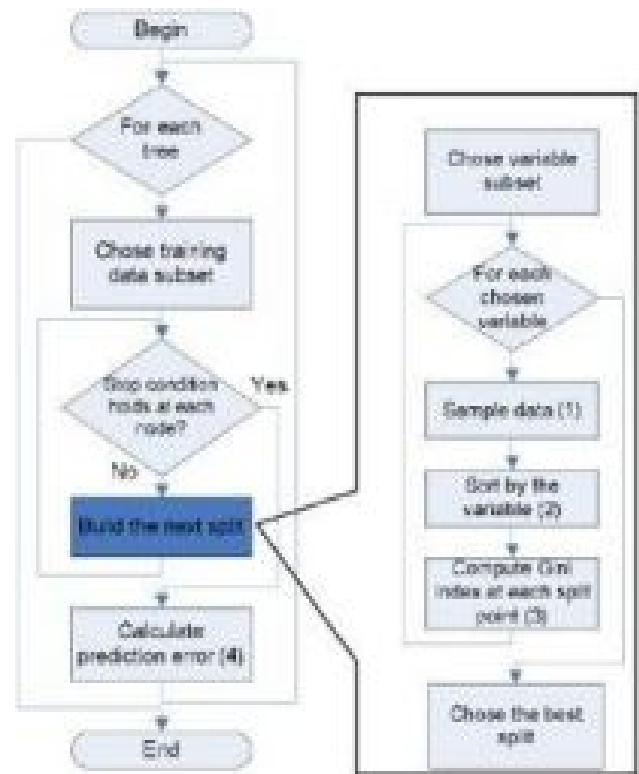 Begin
For each
tree
Chose training
data subset
Stop condition
holds at each
node?
Yes
No
Build the next split
Calculate
prediction error (4)
End
Chose variable
subset
For each
chosen
variable
Sample data (1)
Sort by the
variable (2)
Compute Gini
index at each split
point (3)
Chose the best
split